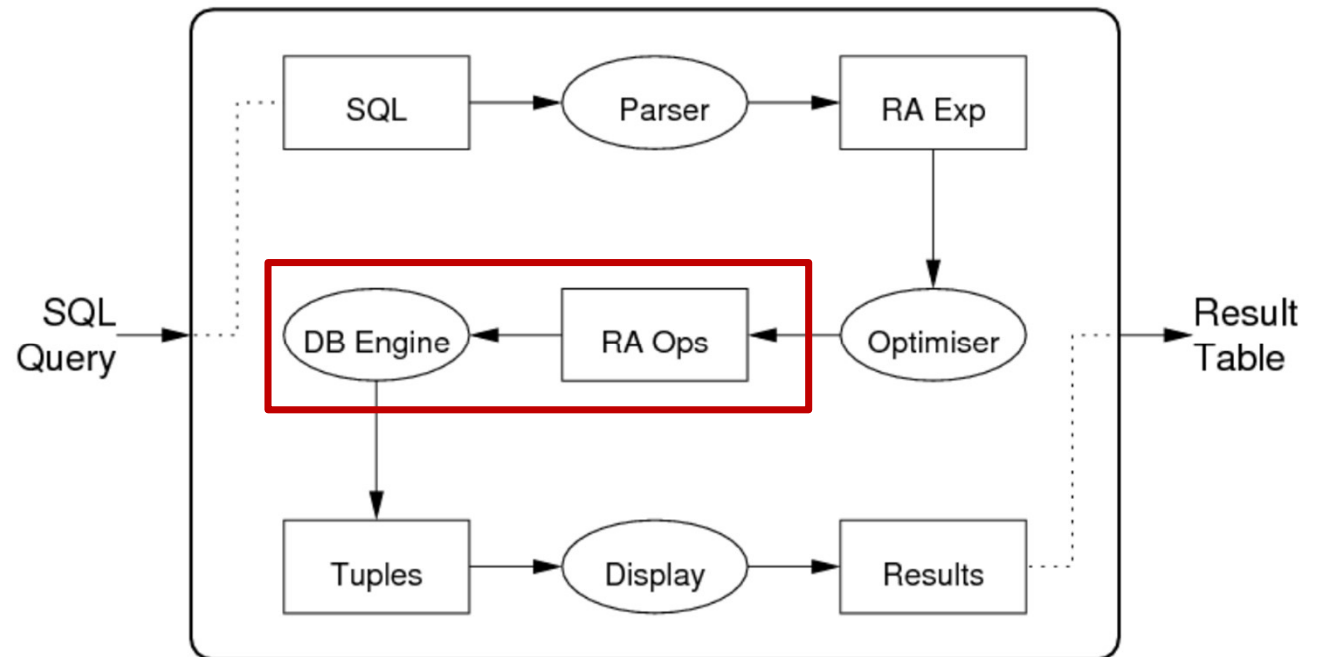 SQL
Parser
RA Exp
SQL
Query
DB Engine
RA Ops
Optimiser
Result
Table
Tuples
Display
Results